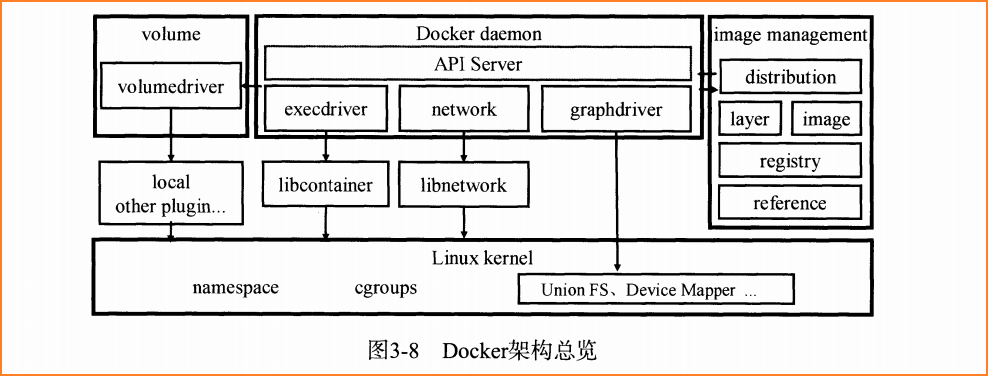 volume
Docker daemon
image management
API Server
volumedriver
distribution
execdriver
network
graphdriver
layer
image
registry
reference
local
other plugin...
libcontainer
libnetwork
Linux kernel
namespace
cgroups
Union FS、Device Mapper ...
图3-8 Docker架构总览